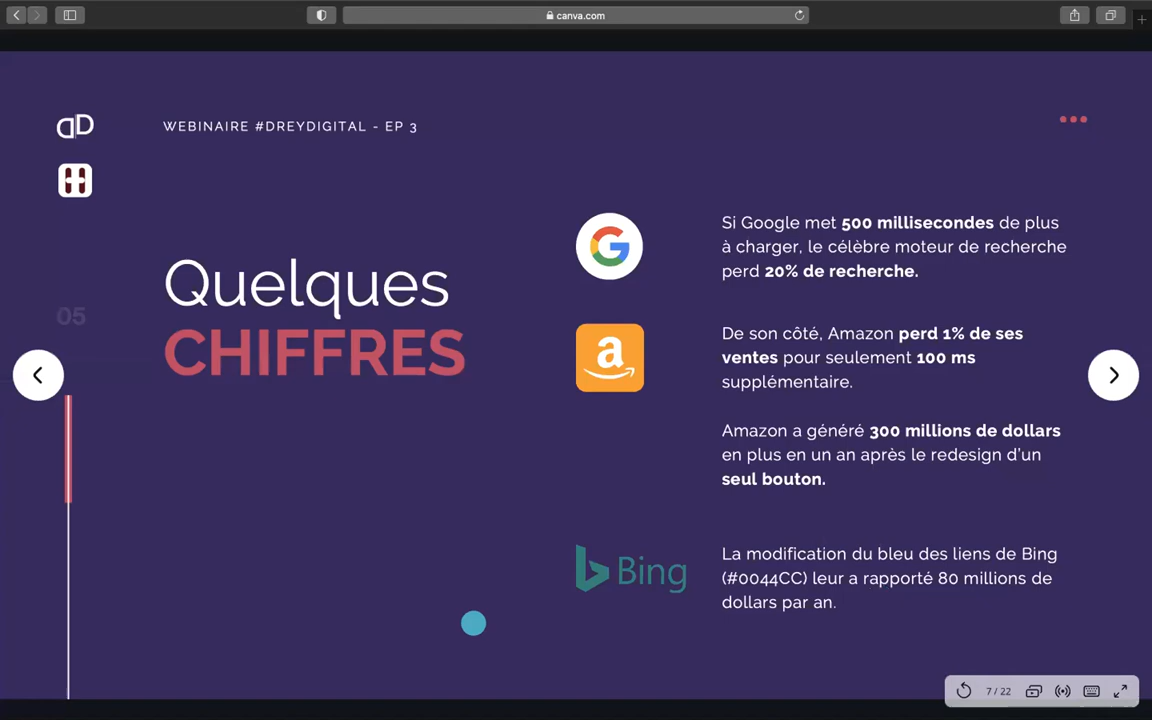 canva.com
WEBINAIRE #DREYDIGITAL - EP 3
05
Quelques
CHIFFRES
Si Google met 500 millisecondes de plus
à charger, le célèbre moteur de recherche
perd 20% de recherche.
De son côté, Amazon perd 1% de ses
ventes pour seulement 100 ms
supplémentaire.
Amazon a généré 300 millions de dollars
en plus en un an après le redesign d'un
seul bouton.
Bing
La modification du bleu des liens de Bing
(#0044CC) leur a rapporté 80 millions de
dollars par an.
7 / 22